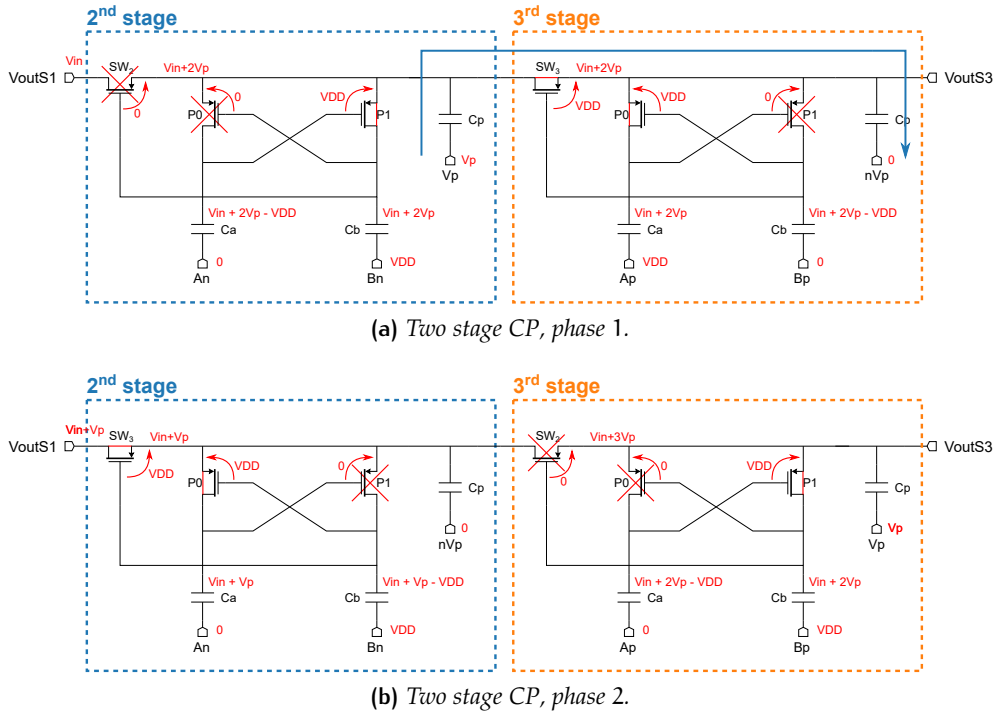 2nd stage
3rd stage
Vin
VoutS1
SW2
Vin+2Vp
0
P0
0
VDD
P1
Cp
Vp
Vp
SW3
Vin+2Vp
VDD
P0
VDD
0
P1
Cp
0
nVp
VoutS3
Vin + 2Vp - VDD
Ca
0
An
Vin + 2Vp
Cb
VDD
Bn
Vin + 2Vp
Ca
VDD
Ap
Vin + 2Vp - VDD
Cb
0
Bp
(a) Two stage CP, phase 1.
2nd stage
3rd stage
Vin+Vp
VoutS1
SW3
Vin+Vp
VDD
P0
VDD
0
P1
Cp
0
nVp
SW2
Vin+3Vp
0
P0
0
VDD
P1
Cp
Vp
Vp
VoutS3
Vin + Vp
Ca
0
An
Vin + Vp - VDD
Cb
VDD
Bn
Vin + 2Vp - VDD
Ca
0
Ap
Vin + 2Vp
Cb
VDD
Bp
(b) Two stage CP, phase 2.